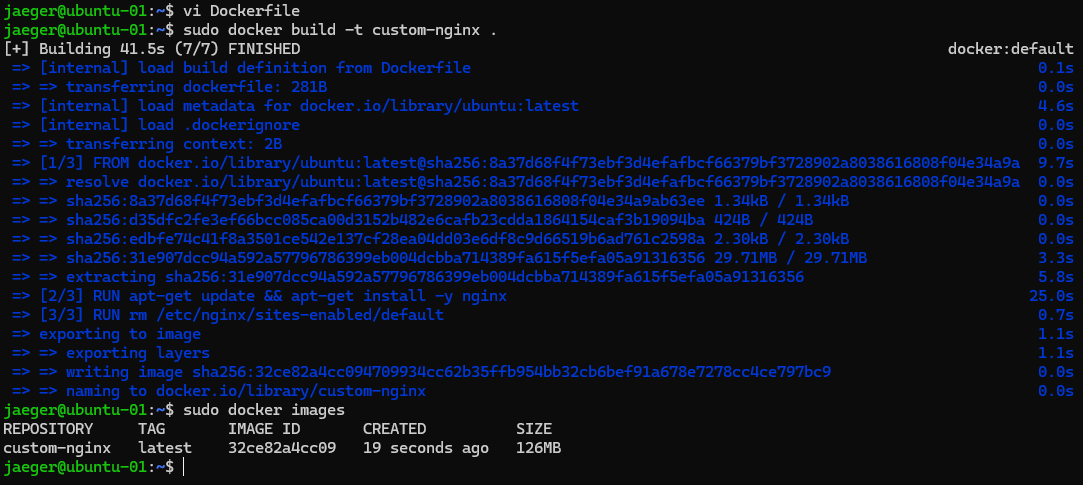 jaeger@ubuntu-01:~$ vi Dockerfile
jaeger@ubuntu-01:~$ sudo docker build -t custom-nginx .
[+] Building 41.5s (7/7) FINISHED docker:default
=> [internal] load build definition from Dockerfile 0.1s
=> => transferring dockerfile: 281B 0.0s
=> [internal] load metadata for docker.io/library/ubuntu:latest 4.6s
=> [internal] load .dockerignore 0.0s
=> => transferring context: 2B 0.0s
=> [1/3] FROM docker.io/library/ubuntu:latest@sha256:8a37d68f4f73ebf3d4efafbcf66379bf3728902a8038616808f04e34a9a 9.7s
=> => resolve docker.io/library/ubuntu:latest@sha256:8a37d68f4f73ebf3d4efafbcf66379bf3728902a8038616808f04e34a9a 0.0s
=> => sha256:8a37d68f4f73ebf3d4efafbcf66379bf3728902a8038616808f04e34a9ab63ee 1.34kB / 1.34kB 0.0s
=> => sha256:d35dfc2fe3ef66bcc085ca00d3152b482e6cafb23cdda1864154caf3b19094ba 424B / 424B 0.0s
=> => sha256:edbfe74c41f8a3501ce542e137cf28ea04dd03e6df8c9d66519b6ad761c2598a 2.30kB / 2.30kB 0.0s
=> => sha256:31e907dcc94a592a57796786399eb004dcbba714389fa615f5efa05a91316356 29.71MB / 29.71MB 3.3s
=> => extracting sha256:31e907dcc94a592a57796786399eb004dcbba714389fa615f5efa05a91316356 5.8s
=> [2/3] RUN apt-get update && apt-get install -y nginx 25.0s
=> [3/3] RUN rm /etc/nginx/sites-enabled/default 0.7s
=> exporting to image 1.1s
=> => exporting layers 1.1s
=> => writing image sha256:32ce82a4cc094709934cc62b35ffb954bb32cb6bef91a678e7278cc4ce797bc9 0.0s
=> => naming to docker.io/library/custom-nginx 0.0s
jaeger@ubuntu-01:~$ sudo docker images
REPOSITORY TAG IMAGE ID CREATED SIZE
custom-nginx latest 32ce82a4cc09 19 seconds ago 126MB
jaeger@ubuntu-01:~$